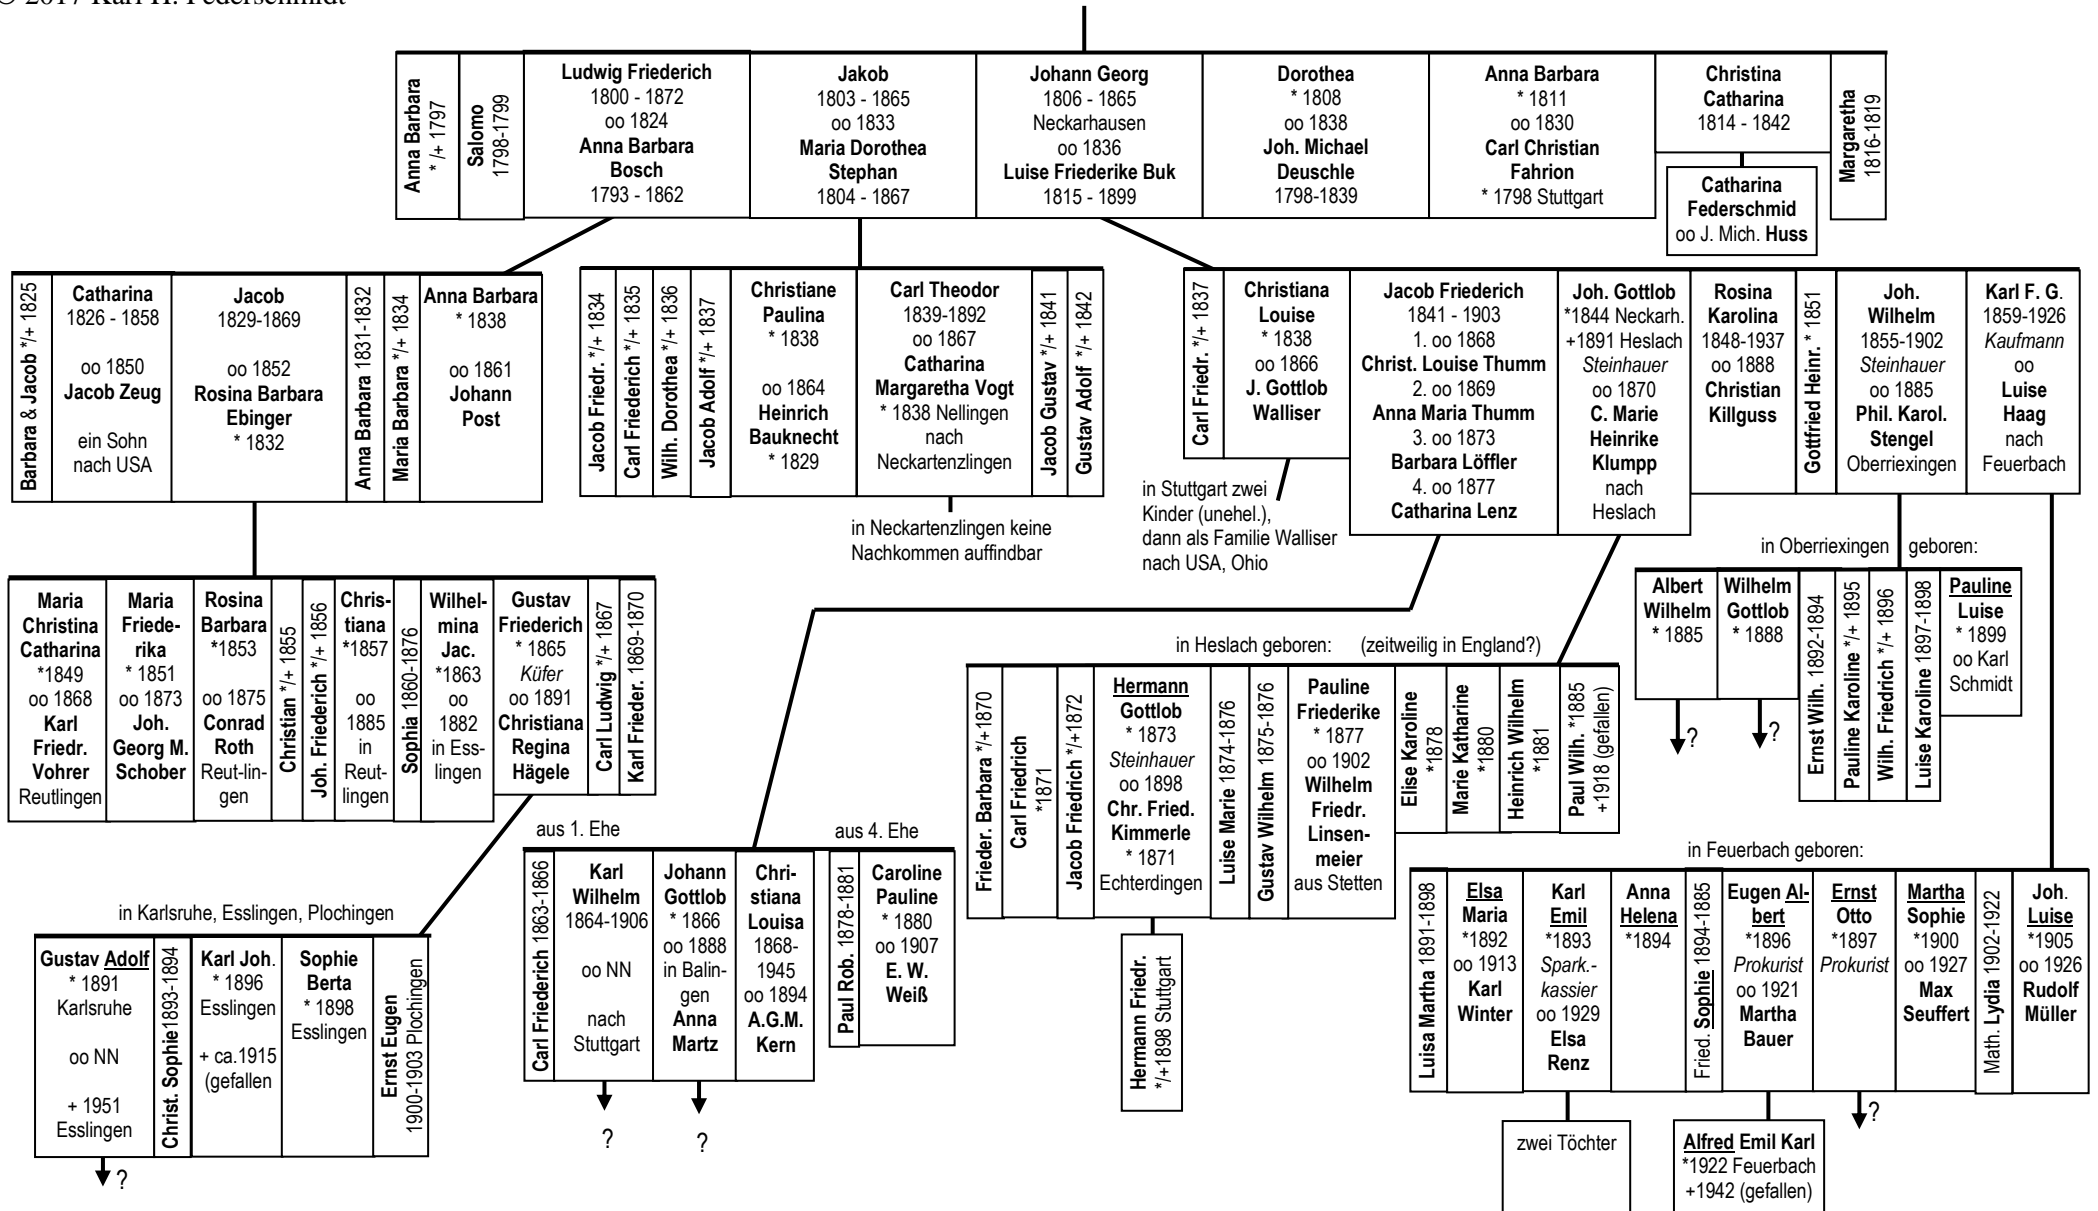 © 2017 Karl H. Federschmidt
Anna Barbara
* /+ 1797
Salomo
1798-1799
Ludwig Friederich
1800 - 1872
oo 1824
Anna Barbara
Bosch
1793 - 1862
Jakob
1803 - 1865
oo 1833
Maria Dorothea
Stephan
1804 - 1867
Johann Georg
1806 - 1865
Neckarhausen
oo 1836
Luise Friederike Buk
1815 - 1899
Dorothea
* 1808
oo 1838
Joh. Michael
Deuschle
1798-1839
Anna Barbara
* 1811
oo 1830
Carl Christian
Fahrion
* 1798 Stuttgart
Christina
Catharina
1814 - 1842
Catharina
Federschmid
oo J. Mich. Huss
Margaretha
1816-1819
Barbara & Jacob */+ 1825
Catharina
1826 - 1858
oo 1850
Jacob Zeug
ein Sohn
nach USA
Jacob
1829-1869
oo 1852
Rosina Barbara
Ebinger
* 1832
Anna Barbara 1831-1832
Maria Barbara */+ 1834
Anna Barbara
* 1838
oo 1861
Johann
Post
Jacob Friedr. */+ 1834
Carl Friederich */+ 1835
Wilh. Dorothea */+ 1836
Jacob Adolf */+ 1837
Christiane
Paulina
* 1838
oo 1864
Heinrich
Bauknecht
* 1829
Carl Theodor
1839-1892
oo 1867
Catharina
Margaretha Vogt
* 1838 Nellingen
nach
Neckartenzlingen
Jacob Gustav */+ 1841
Gustav Adolf */+ 1842
in Neckartenzlingen keine
Nachkommen auffindbar
Carl Friedr. */+ 1837
Christiana
Louise
* 1838
oo 1866
J. Gottlob
Walliser
in Stuttgart zwei
Kinder (unehel.),
dann als Familie Walliser
nach USA, Ohio
Jacob Friederich
1841 - 1903
1. oo 1868
Christ. Louise Thumm
2. oo 1869
Anna Maria Thumm
3. oo 1873
Barbara Löffler
4. oo 1877
Catharina Lenz
Joh. Gottlob
*1844 Neckarh.
+1891 Heslach
Steinhauer
oo 1870
C. Marie
Heinrike
Klumpp
nach
Heslach
Rosina
Karolina
1848-1937
oo 1888
Christian
Killguss
Gottfried Heinr. * 1851
Joh.
Wilhelm
1855-1902
Steinhauer
oo 1885
Phil. Karol.
Stengel
Oberriexingen
Karl F. G.
1859-1926
Kaufmann
oo
Luise
Haag
nach
Feuerbach
Maria
Christina
Catharina
*1849
oo 1868
Karl
Friedr.
Vohrer
Reutlingen
Maria
Friede-
rika
* 1851
oo 1873
Joh.
Georg M.
Schober
Rosina
Barbara
*1853
oo 1875
Conrad
Roth
Reut-lin-
gen
Christian */+ 1855
Joh. Friederich */+ 1856
Chris-
tiana
*1857
oo
1885
in
Reut-
lingen
Sophia 1860-1876
Wilhel-
mina
Jac.
*1863
oo
1882
in Ess-
lingen
Gustav
Friederich
* 1865
Küfer
oo 1891
Christiana
Regina
Hägele
Carl Ludwig */+ 1867
Karl Frieder. 1869-1870
in Oberriexingen geboren:
Albert
Wilhelm
* 1885
?
Wilhelm
Gottlob
* 1888
?
Ernst Wilh. 1892-1894
Pauline Karoline */+ 1895
Wilh. Friedrich */+ 1896
Luise Karoline 1897-1898
Pauline
Luise
* 1899
oo Karl
Schmidt
in Heslach geboren: (zeitweilig in England?)
Frieder. Barbara */+1870
Carl Friedrich
*1871
Jacob Friedrich */+1872
Hermann
Gottlob
* 1873
Steinhauer
oo 1898
Chr. Fried.
Kimmerle
* 1871
Echterdingen
Luise Marie 1874-1876
Gustav Wilhelm 1875-1876
Pauline
Friederike
* 1877
oo 1902
Wilhelm
Friedr.
Linsen-
meier
aus Stetten
Elise Karoline
*1878
Marie Katharine
*1880
Heinrich Wilhelm
*1881
Paul Wilh. *1885
+1918 (gefallen)
Hermann Friedr.
*/+1898 Stuttgart
aus 1. Ehe
aus 4. Ehe
Carl Friederich 1863-1866
Karl
Wilhelm
1864-1906
oo NN
nach
Stuttgart
?
Johann
Gottlob
* 1866
oo 1888
in Balin-
gen
Anna
Martz
?
Chri-
stiana
Louisa
1868-
1945
oo 1894
A.G.M.
Kern
Paul Rob. 1878-1881
Caroline
Pauline
* 1880
oo 1907
E. W.
Weiß
in Karlsruhe, Esslingen, Plochingen
Gustav Adolf
* 1891
Karlsruhe
oo NN
+ 1951
Esslingen
?
Christ. Sophie1893-1894
Karl Joh.
* 1896
Esslingen
+ ca.1915
(gefallen
Sophie
Berta
* 1898
Esslingen
Ernst Eugen
1900-1903 Plochingen
in Feuerbach geboren:
Luisa Martha 1891-1898
Elsa
Maria
*1892
oo 1913
Karl
Winter
Karl
Emil
*1893
Spark.-
kassier
oo 1929
Elsa
Renz
zwei Töchter
Anna
Helena
*1894
Fried. Sophie 1894-1885
Eugen Al-
bert
*1896
Prokurist
oo 1921
Martha
Bauer
Alfred Emil Karl
*1922 Feuerbach
+1942 (gefallen)
Ernst
Otto
*1897
Prokurist
?
Martha
Sophie
*1900
oo 1927
Max
Seuffert
Math. Lydia 1902-1922
Joh.
Luise
*1905
oo 1926
Rudolf
Müller